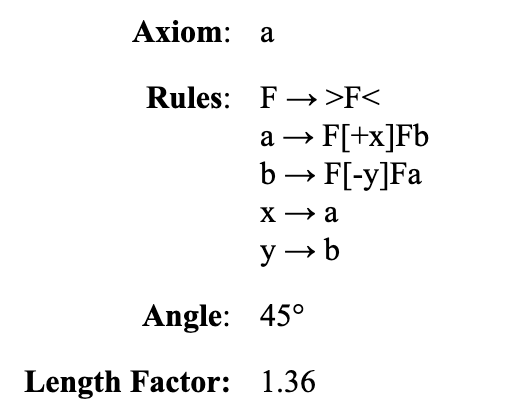 Axiom: a
Rules: F → >F<
a → F[+x]Fb
b → F[-y]Fa
x → a
y → b
Angle: 45°
Length Factor: 1.36